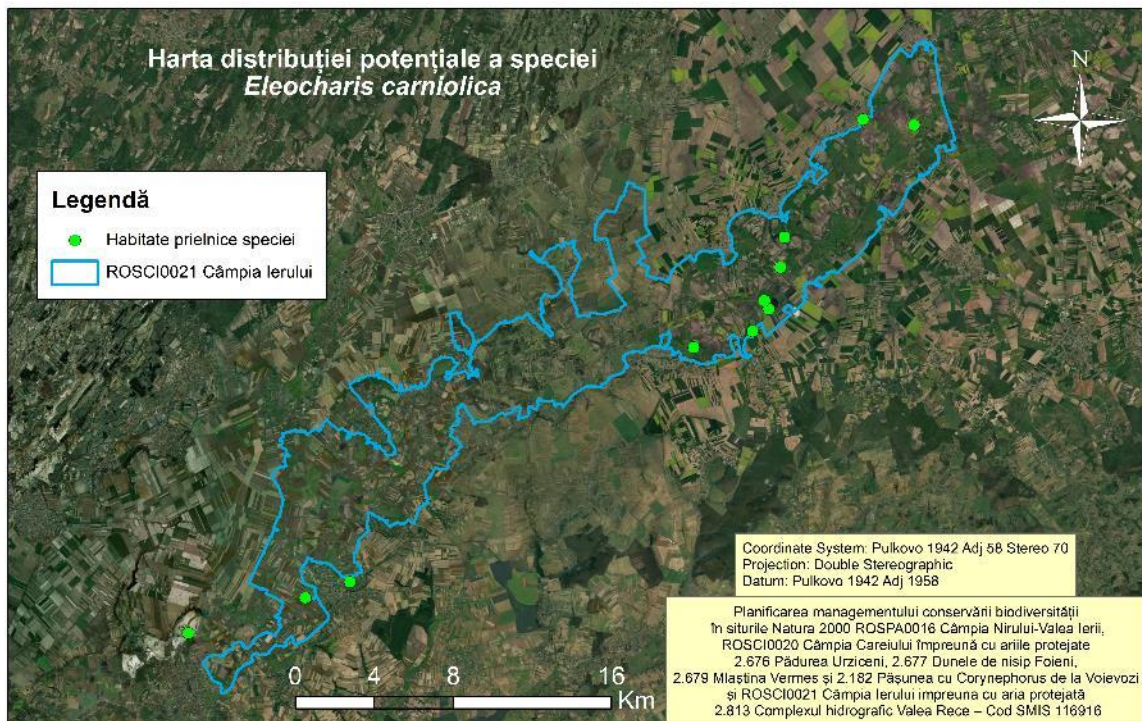 Harta distribuției potențiale a speciei
Eleocharis carniolica
N
Legendă
Habitate prielnice speciei
ROSCI0021 Câmpia Ierului
Coordinate System: Pulkovo 1942 Adj 58 Stereo 70
Projection: Double Stereographic
Datum: Pulkovo 1942 Adj 1958
Planificarea managementului conservării biodiversității
în siturile Natura 2000 ROSPA0016 Câmpia Nirului-Valea Ierii,
ROSCI0020 Câmpia Careiului împreună cu ariile protejate
2.676 Pădurea Urziceni, 2.677 Dunele de nisip Foieni,
2.679 Mlaștina Vermeș și 2.182 Pășunea cu Corynephorus de la Voievozi
și ROSCI0021 Câmpia Ierului impreuna cu aria protejată
2.813 Complexul hidrografic Valea Rece – Cod SMIS 116916
0 4 8 16
Km